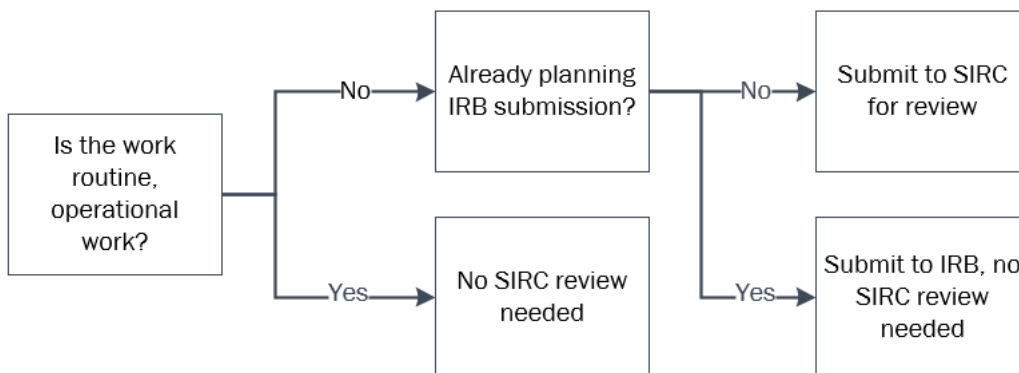 Is the work
routine,
operational
work?
No
Already planning
IRB submission?
No
Submit to SIRC
for review
Yes
No SIRC review
needed
Yes
Submit to IRB, no
SIRC review
needed